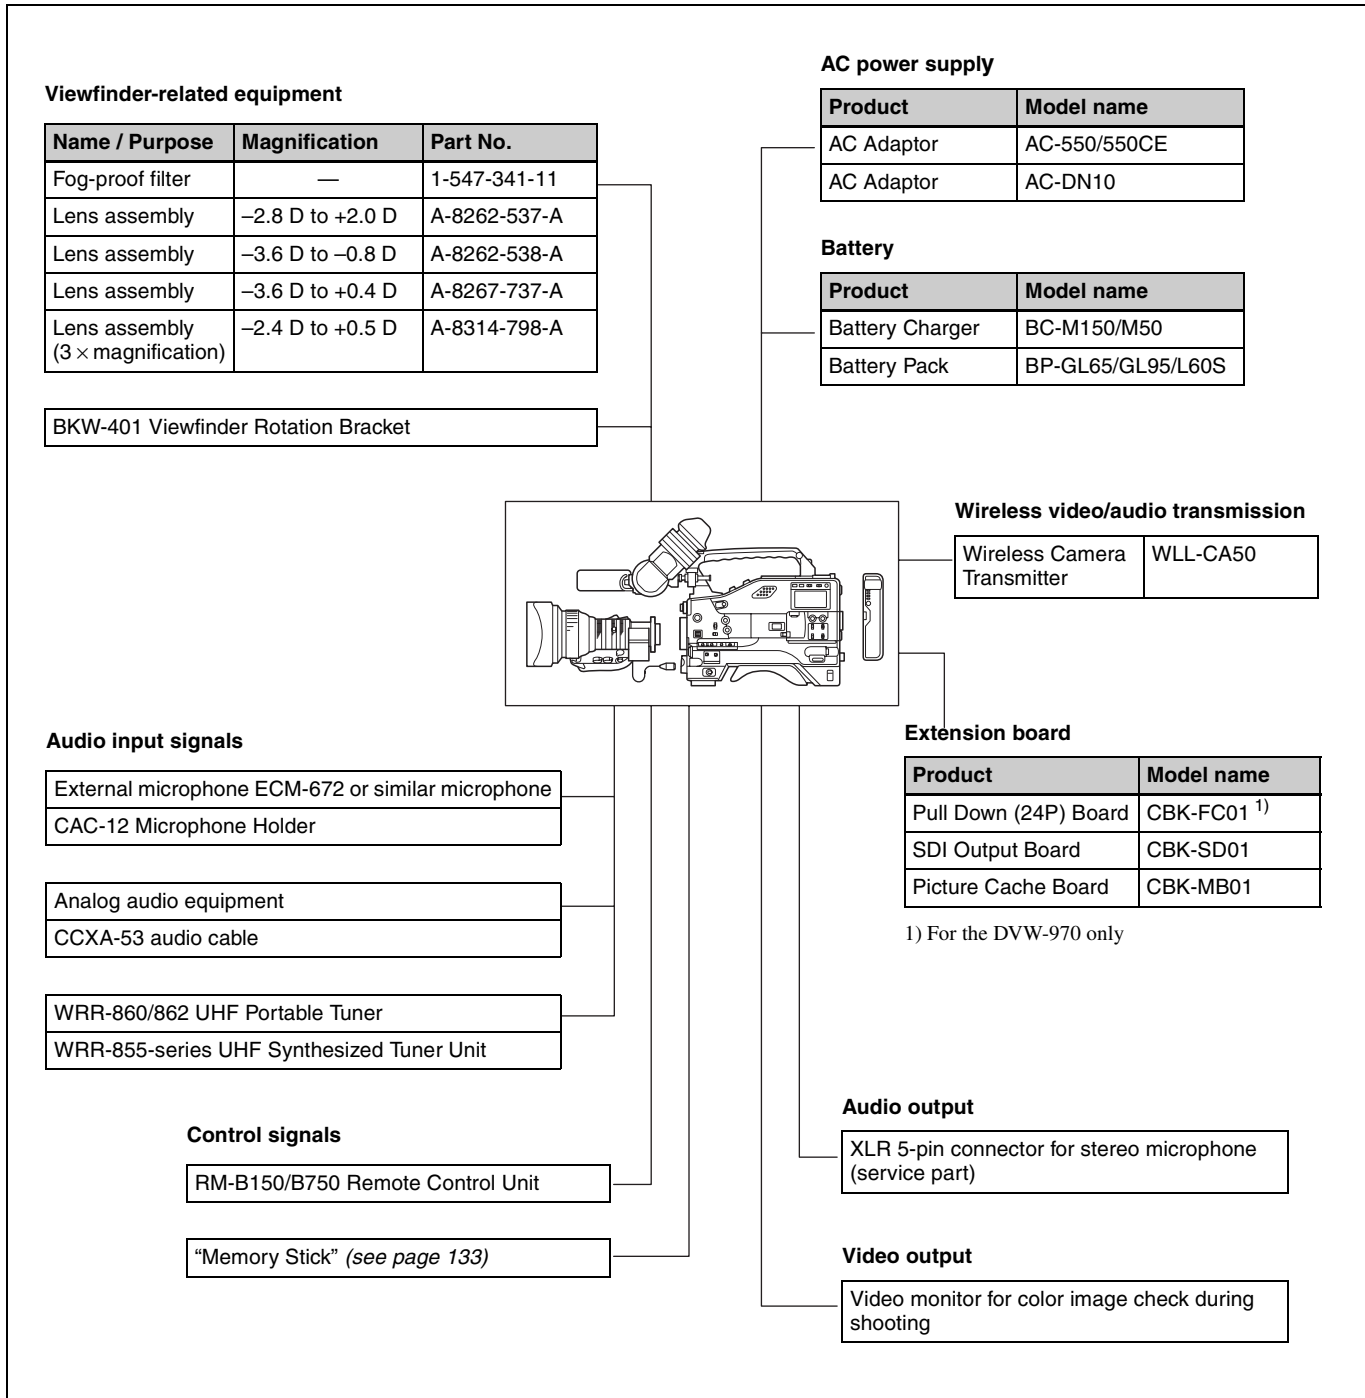 Viewfinder-related equipment
Name / Purpose Magnification Part No.
Fog-proof filter — 1-547-341-11
Lens assembly –2.8 D to +2.0 D A-8262-537-A
Lens assembly –3.6 D to –0.8 D A-8262-538-A
Lens assembly –3.6 D to +0.4 D A-8267-737-A
Lens assembly –2.4 D to +0.5 D A-8314-798-A
(3 × magnification)
BKW-401 Viewfinder Rotation Bracket
AC power supply
Product Model name
AC Adaptor AC-550/550CE
AC Adaptor AC-DN10
Battery
Product Model name
Battery Charger BC-M150/M50
Battery Pack BP-GL65/GL95/L60S
Wireless video/audio transmission
Wireless Camera WLL-CA50
Transmitter
Extension board
Product Model name
Pull Down (24P) Board CBK-FC01 1)
SDI Output Board CBK-SD01
Picture Cache Board CBK-MB01
1) For the DVW-970 only
Audio input signals
External microphone ECM-672 or similar microphone
CAC-12 Microphone Holder
Analog audio equipment
CCXA-53 audio cable
WRR-860/862 UHF Portable Tuner
WRR-855-series UHF Synthesized Tuner Unit
Control signals
RM-B150/B750 Remote Control Unit
“Memory Stick” (see page 133)
Audio output
XLR 5-pin connector for stereo microphone
(service part)
Video output
Video monitor for color image check during
shooting